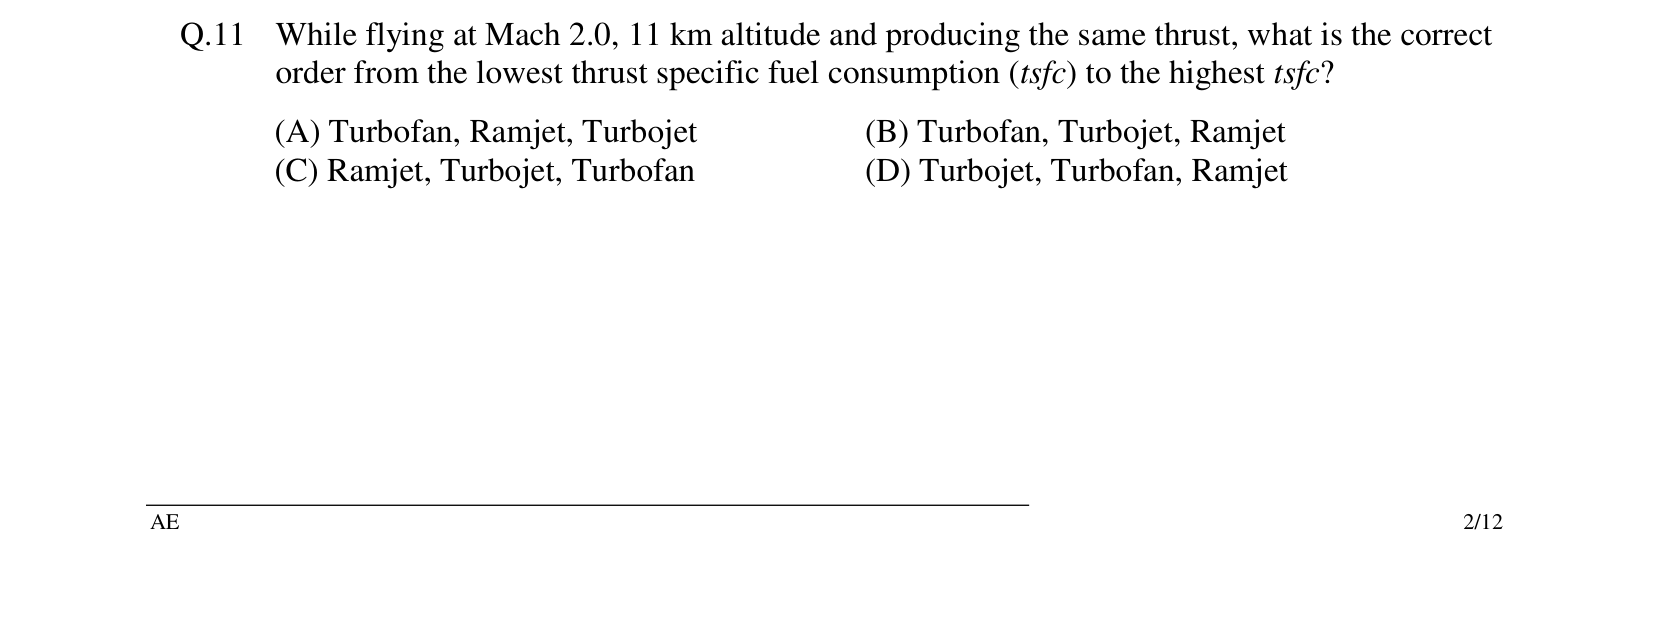 Q.11 While flying at Mach 2.0, 11 km altitude and producing the same thrust, what is the correct
order from the lowest thrust specific fuel consumption (tsfc) to the highest tsfc?
(A) Turbofan, Ramjet, Turbojet (B) Turbofan, Turbojet, Ramjet
(C) Ramjet, Turbojet, Turbofan (D) Turbojet, Turbofan, Ramjet
AE 2/12